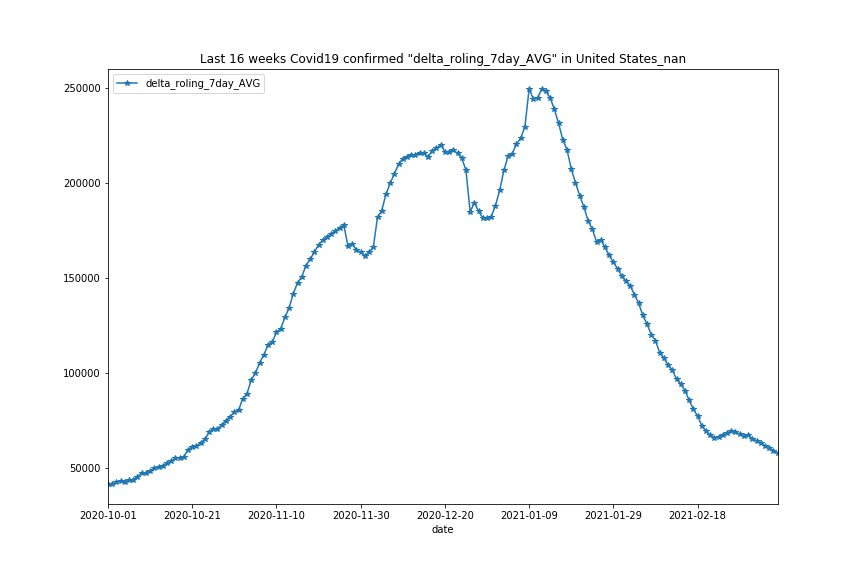 Last 16 weeks Covid19 confirmed "delta_roling_7day_AVG" in United States_nan
delta_roling_7day_AVG
250000
200000
150000
100000
50000
2020-10-01 2020-10-21 2020-11-10 2020-11-30 2020-12-20 2021-01-09 2021-01-29 2021-02-18
date